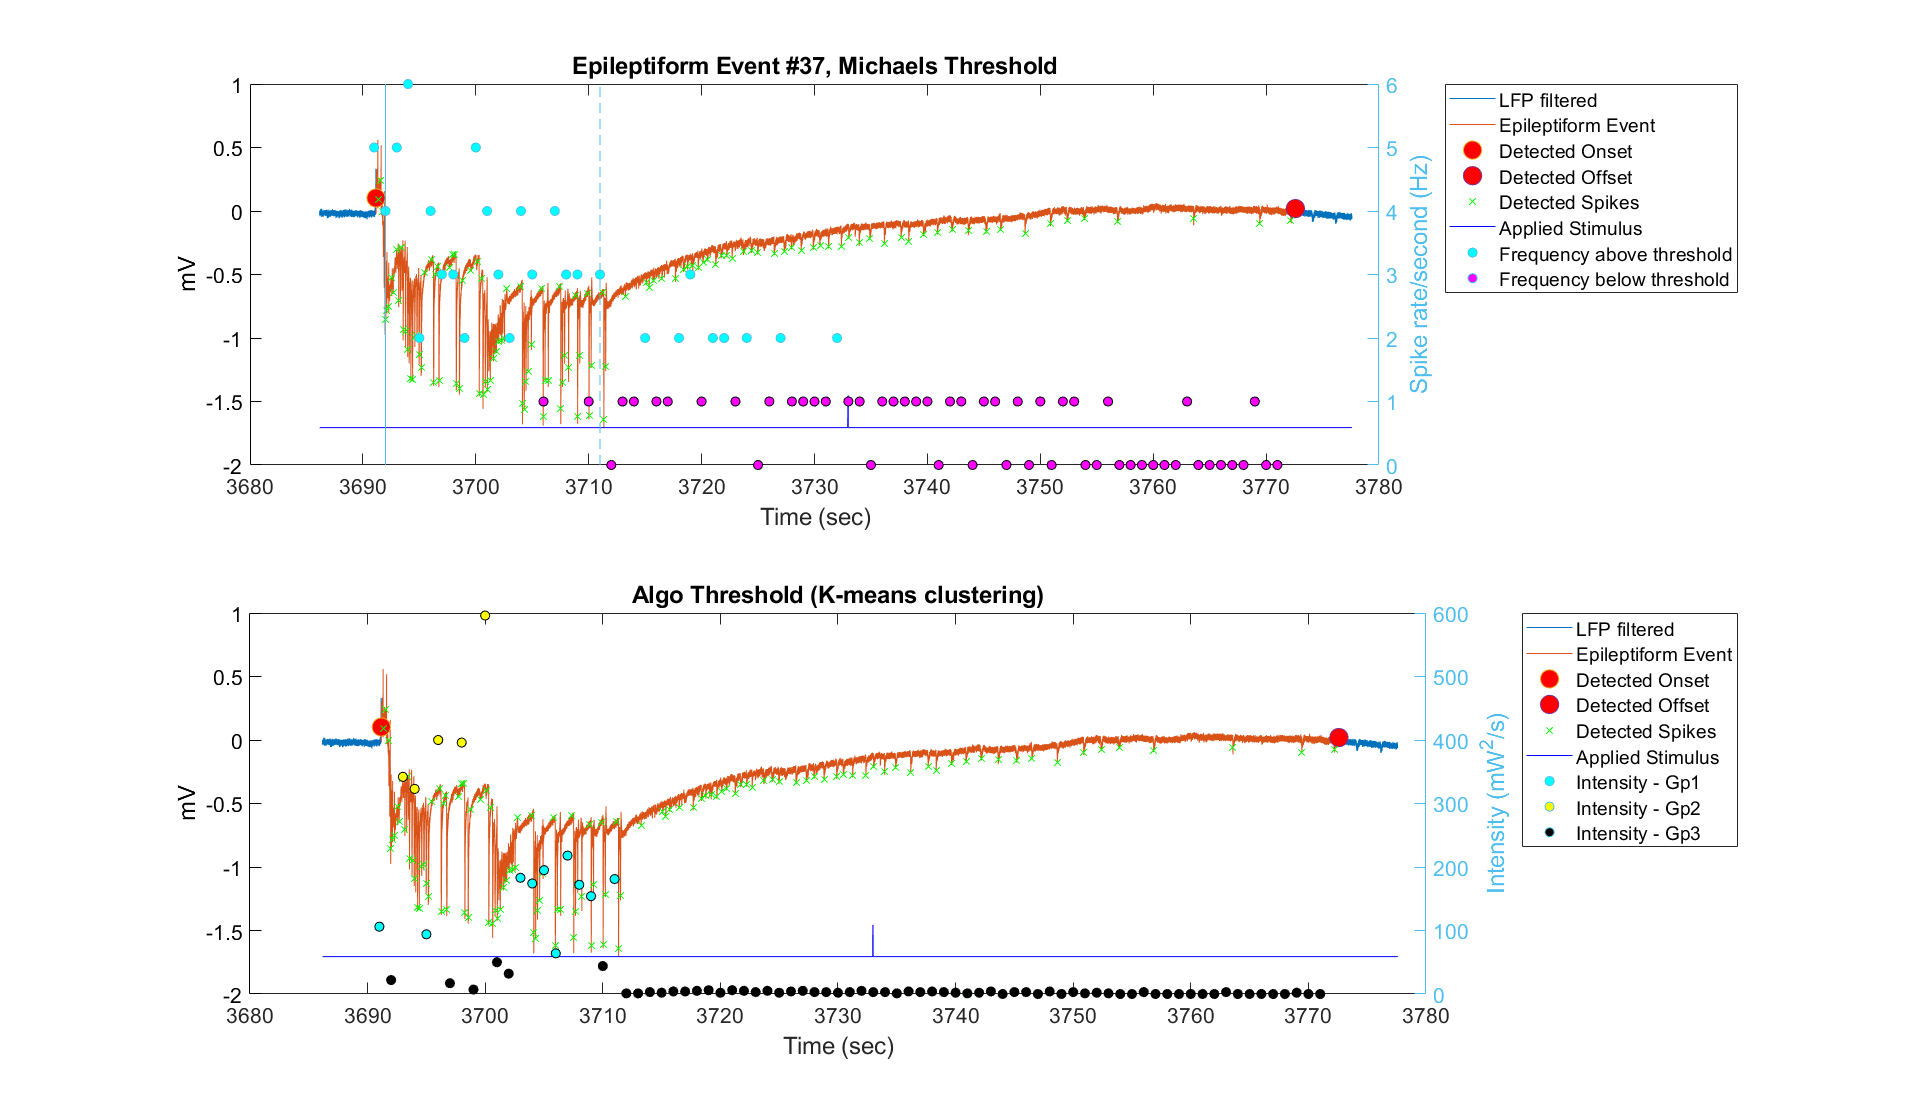 Epileptiform Event #37, Michaels Threshold
1
0.5
0
-0.5
-1
-1.5
-2
mV
3680
3690
3700
3710
3720
3730
3740
3750
3760
3770
3780
Time (sec)
6
5
4
3
2
1
0
Spike rate/second (Hz)
LFP filtered
Epileptiform Event
Detected Onset
Detected Offset
Detected Spikes
Applied Stimulus
Frequency above threshold
Frequency below threshold
Algo Threshold (K-means clustering)
1
0.5
0
-0.5
-1
-1.5
-2
mV
3680
3690
3700
3710
3720
3730
3740
3750
3760
3770
3780
Time (sec)
600
500
400
300
200
100
0
Intensity (mW²/s)
LFP filtered
Epileptiform Event
Detected Onset
Detected Offset
Detected Spikes
Applied Stimulus
Intensity - Gp1
Intensity - Gp2
Intensity - Gp3